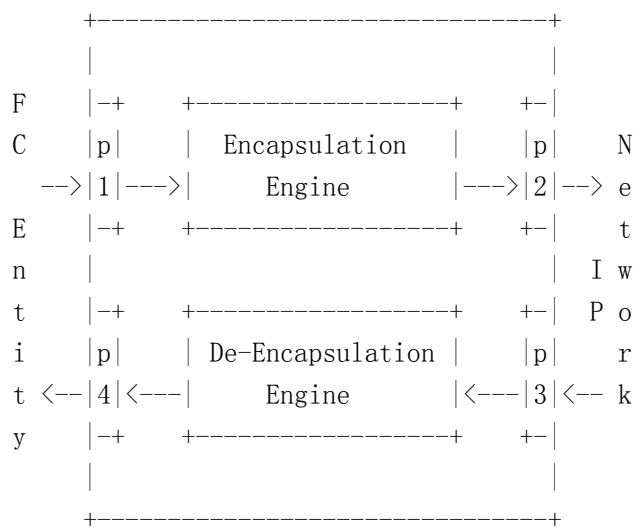 +--------------------------------+
|                                |
F    |-+    +------------------+    +-|
C    |p|    |  Encapsulation   |    |p|    N
-->|1|--->|     Engine       |--->|2|--> e
E    |-+    +------------------+    +-|    t
n    |                                |  I w
t    |-+    +------------------+    +-|  P o
i    |p|    | De-Encapsulation |    |p|    r
t <--|4|<---|     Engine       |<---|3|<-- k
y    |-+    +------------------+    +-|
|                                |
+--------------------------------+